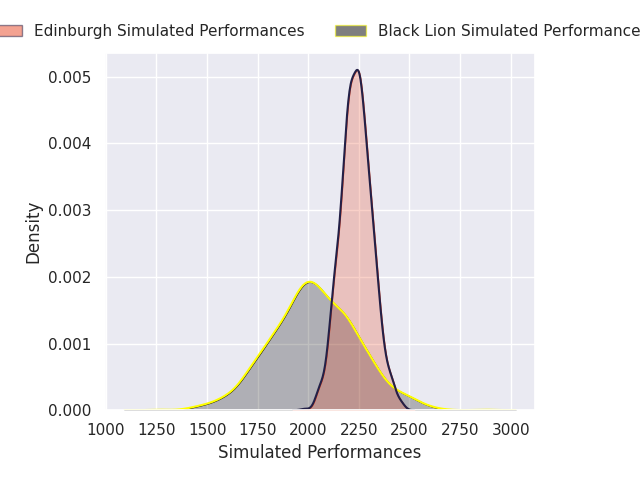 Edinburgh Simulated Performances
Black Lion Simulated Performance
0.005
0.004
0.003
0.002
0.001
0.000
Density
1000 1250 1500 1750 2000 2250 2500 2750 3000
Simulated Performances